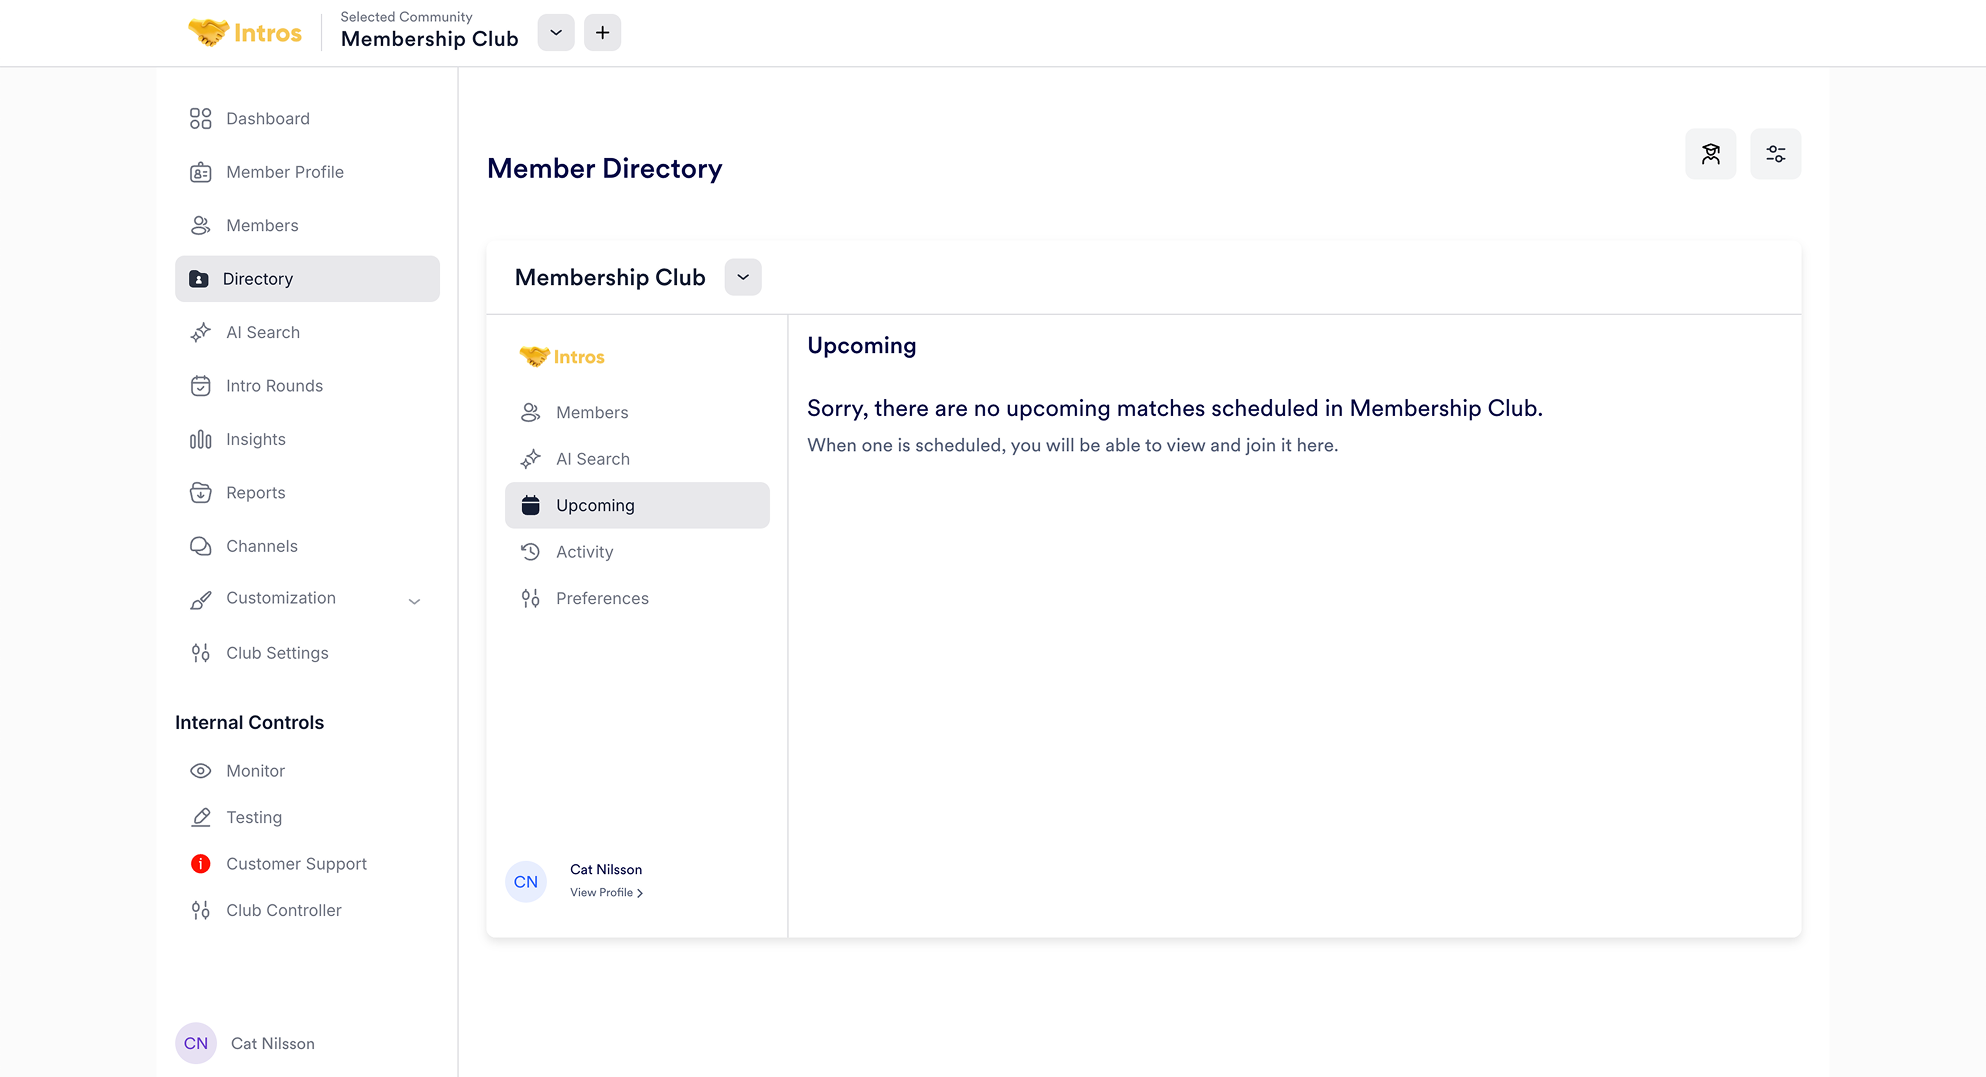 Intros
Selected Community
Membership Club
Dashboard
Member Profile
Members
Directory
AI Search
Intro Rounds
Insights
Reports
Channels
Customization
Club Settings
Internal Controls
Monitor
Testing
Customer Support
Club Controller
CN
Cat Nilsson
Member Directory
Membership Club
Intros
Members
AI Search
Upcoming
Activity
Preferences
CN
Cat Nilsson
View Profile
Upcoming
Sorry, there are no upcoming matches scheduled in Membership Club.
When one is scheduled, you will be able to view and join it here.